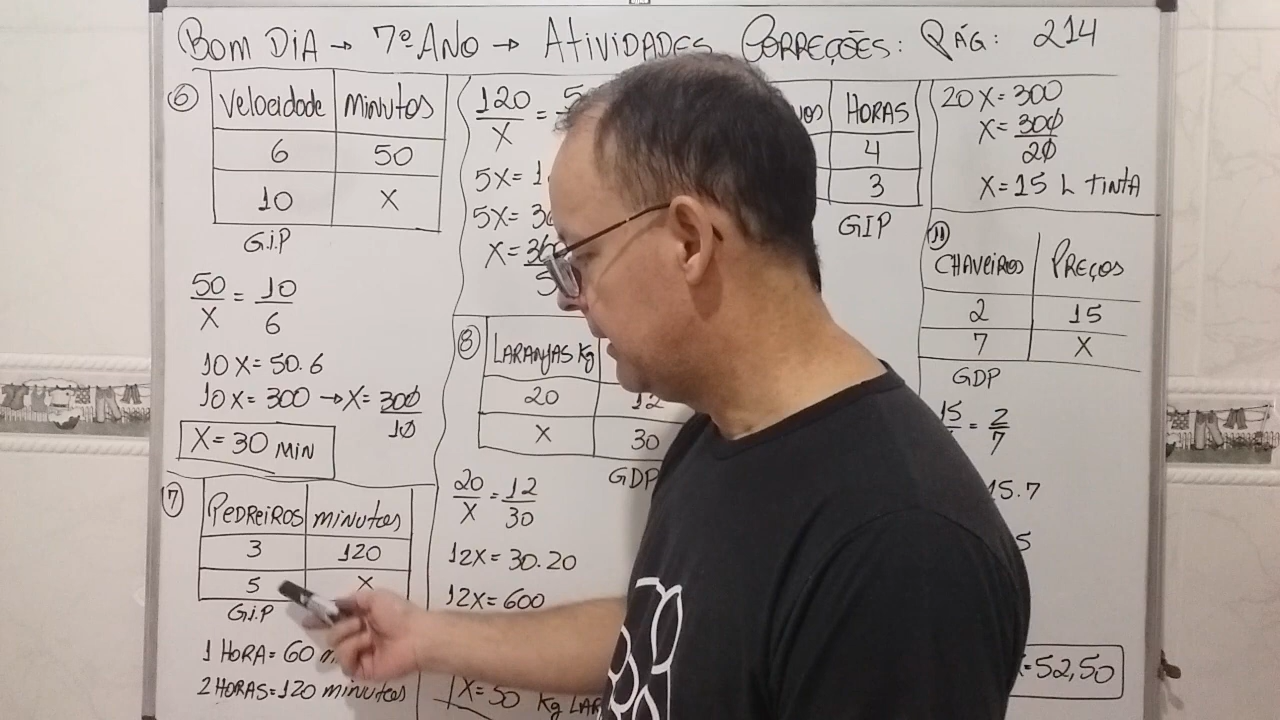 BOM DIA → 7º ANO → ATIVIDADES CORREÇÕES: PÁG: 214
6
Velocidade minutos
6 50
10 X
G.i.P
50/X = 10/6
10X = 50.6
10X = 300 → X = 300/10
X = 30 MIN
7
PEDREIROS minutos
3 120
5 X
G.i.P
1 HORA = 60
2 HORAS = 120 minuutos
120/X = 5
5X =
5X =
X =
8
LARANJAS Kg
20 12
X 30
GDP
20/X = 12/30
12X = 30.20
12X = 600
X = 50 Kg
HORAS
4
3
GIP
20X = 300
X = 300/20
X = 15 L TINTA
11
CHAVEIROS PREÇOS
2 15
7 X
GDP
15 = 2/7
15.7
5
= 52,50